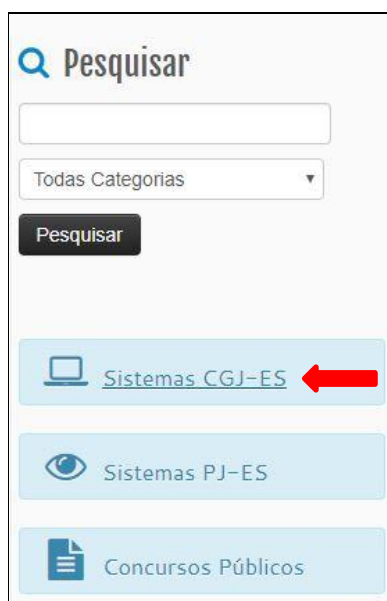 Pesquisar
Todas Categorias
Pesquisar
Sistemas CGJ-ES
Sistemas PJ-ES
Concursos Públicos